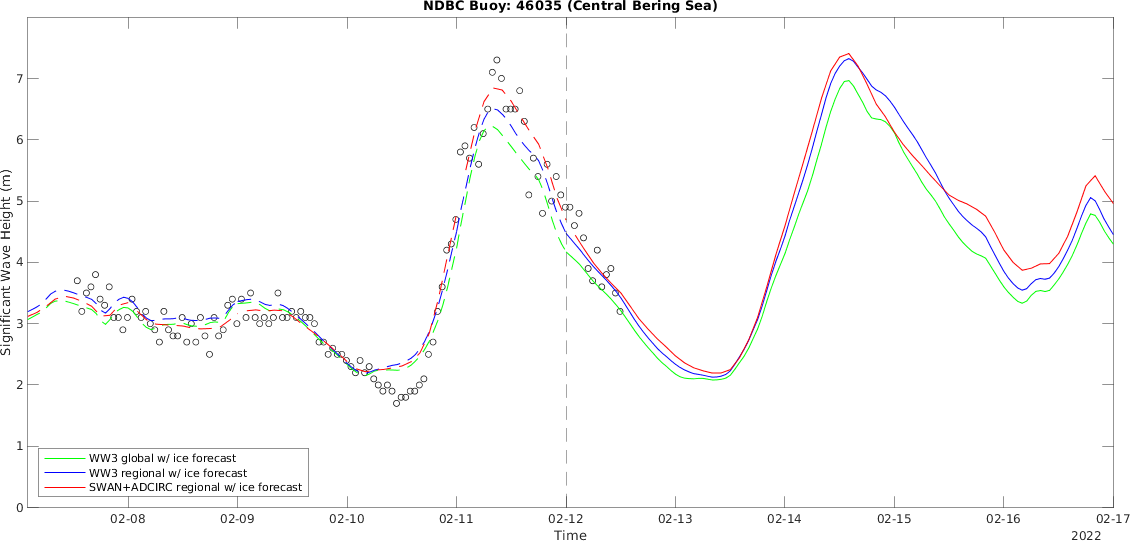 NDBC Buoy: 46035 (Central Bering Sea)
Significant Wave Height (m)
7
6
5
4
3
2
1
0
WW3 global w/ ice forecast
WW3 regional w/ ice forecast
SWAN+ADCIRC regional w/ ice forecast
02-08 02-09 02-10 02-11 02-12 02-13 02-14 02-15 02-16 02-17
Time
2022